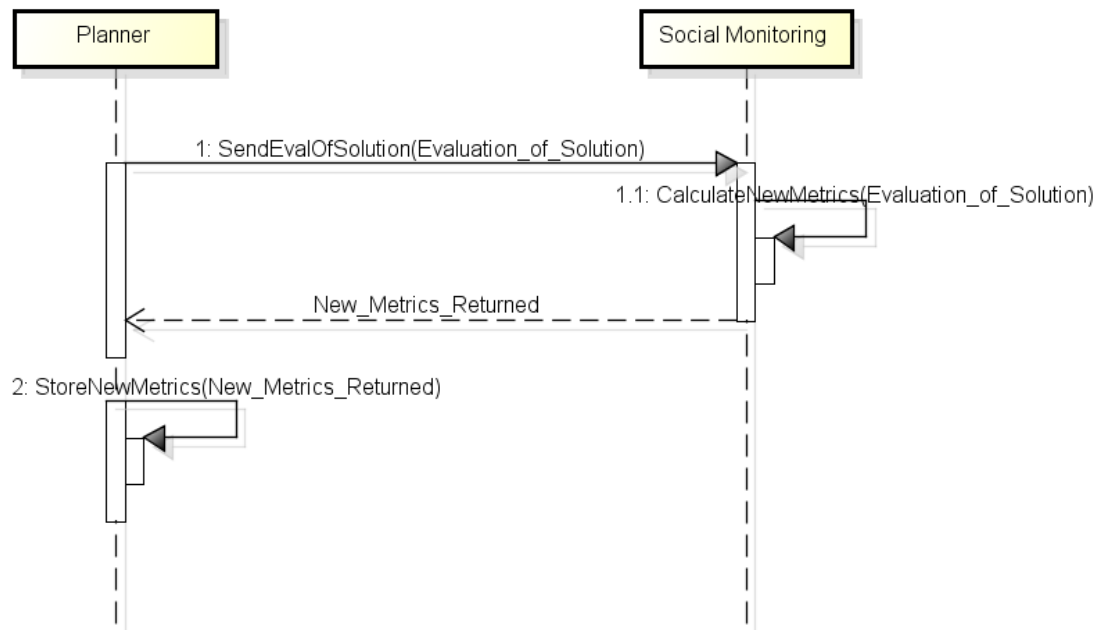 Planner
Social Monitoring
1: SendEvalOfSolution(Evaluation_of_Solution)
1.1: CalculateNewMetrics(Evaluation_of_Solution)
New_Metrics_Returned
2: StoreNewMetrics(New_Metrics_Returned)